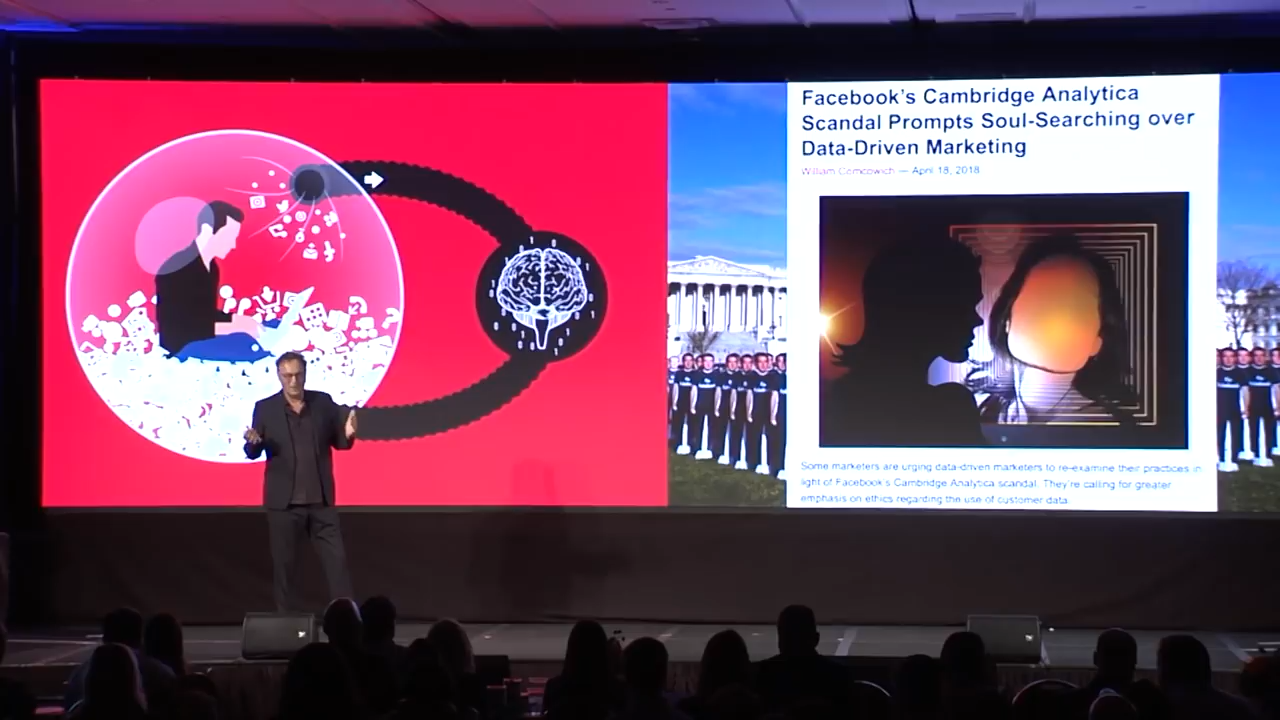 Facebook's Cambridge Analytica
Scandal Prompts Soul-Searching over
Data-Driven Marketing
William Comcowich — April 18, 2018
Some marketers are urging data-driven marketers to re-examine their practices in
light of Facebook's Cambridge Analytica scandal. They're calling for greater
emphasis on ethics regarding the use of customer data.